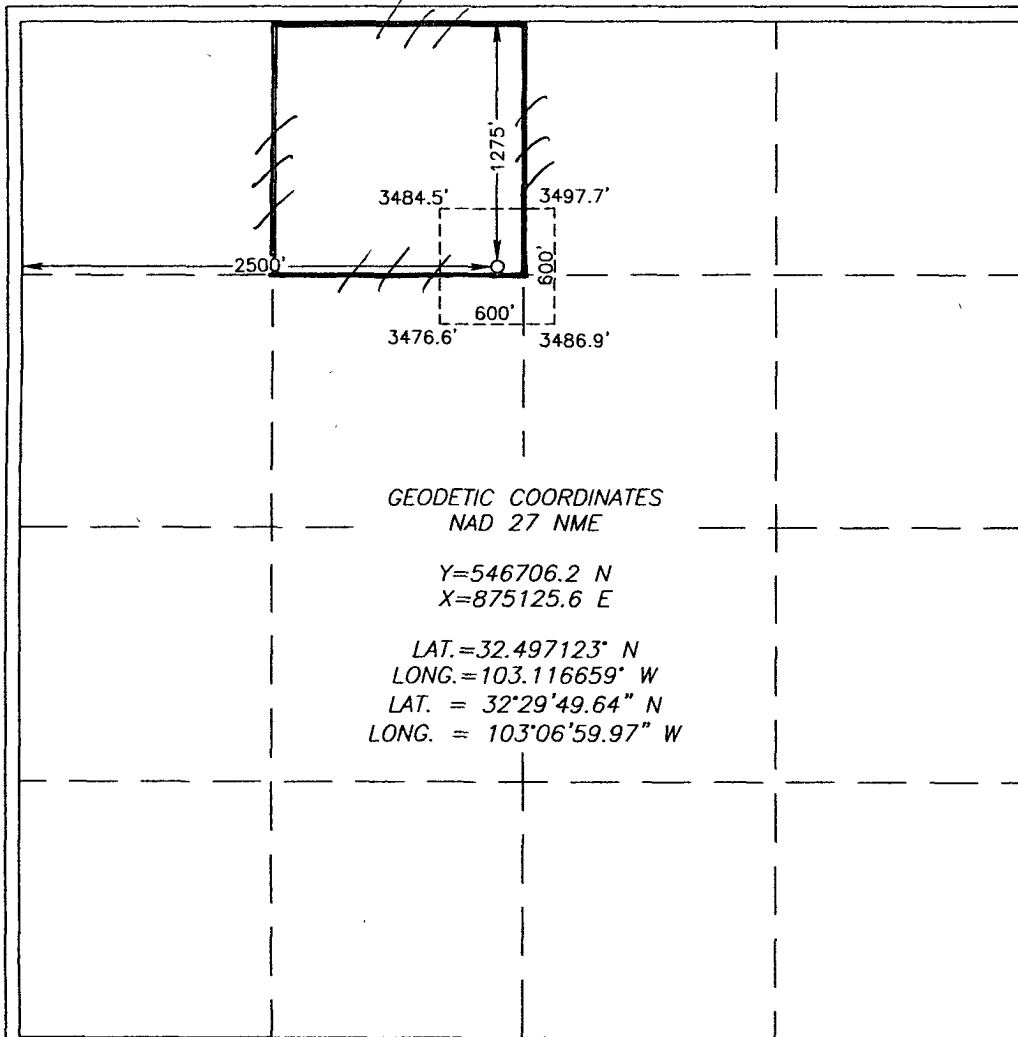 1275'
3484.5' 3497.7'
2500'
600'
600'
3476.6' 3486.9'
GEODETIC COORDINATES
NAD 27 NME
Y=546706.2 N
X=875125.6 E
LAT.=32.497123° N
LONG.=103.116659° W
LAT. = 32°29'49.64" N
LONG. = 103°06'59.97" W